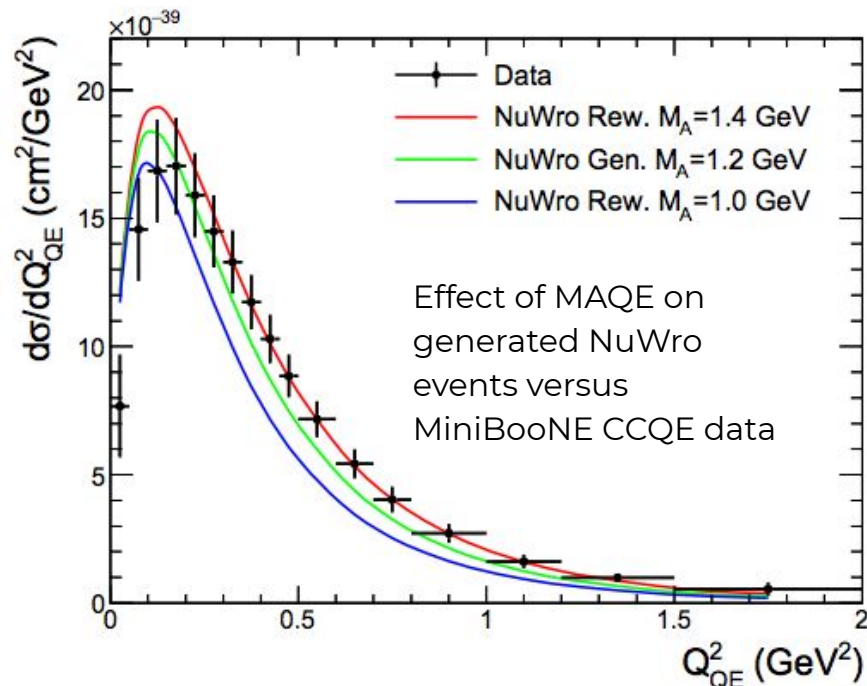 ×10⁻³⁹
dσ/dQ²_QE (cm²/GeV²)
20
15
10
5
0
Data
NuWro Rew. M_A=1.4 GeV
NuWro Gen. M_A=1.2 GeV
NuWro Rew. M_A=1.0 GeV
Effect of MAQE on
generated NuWro
events versus
MiniBooNE CCQE data
0 0.5 1 1.5 2
Q²_QE (GeV²)